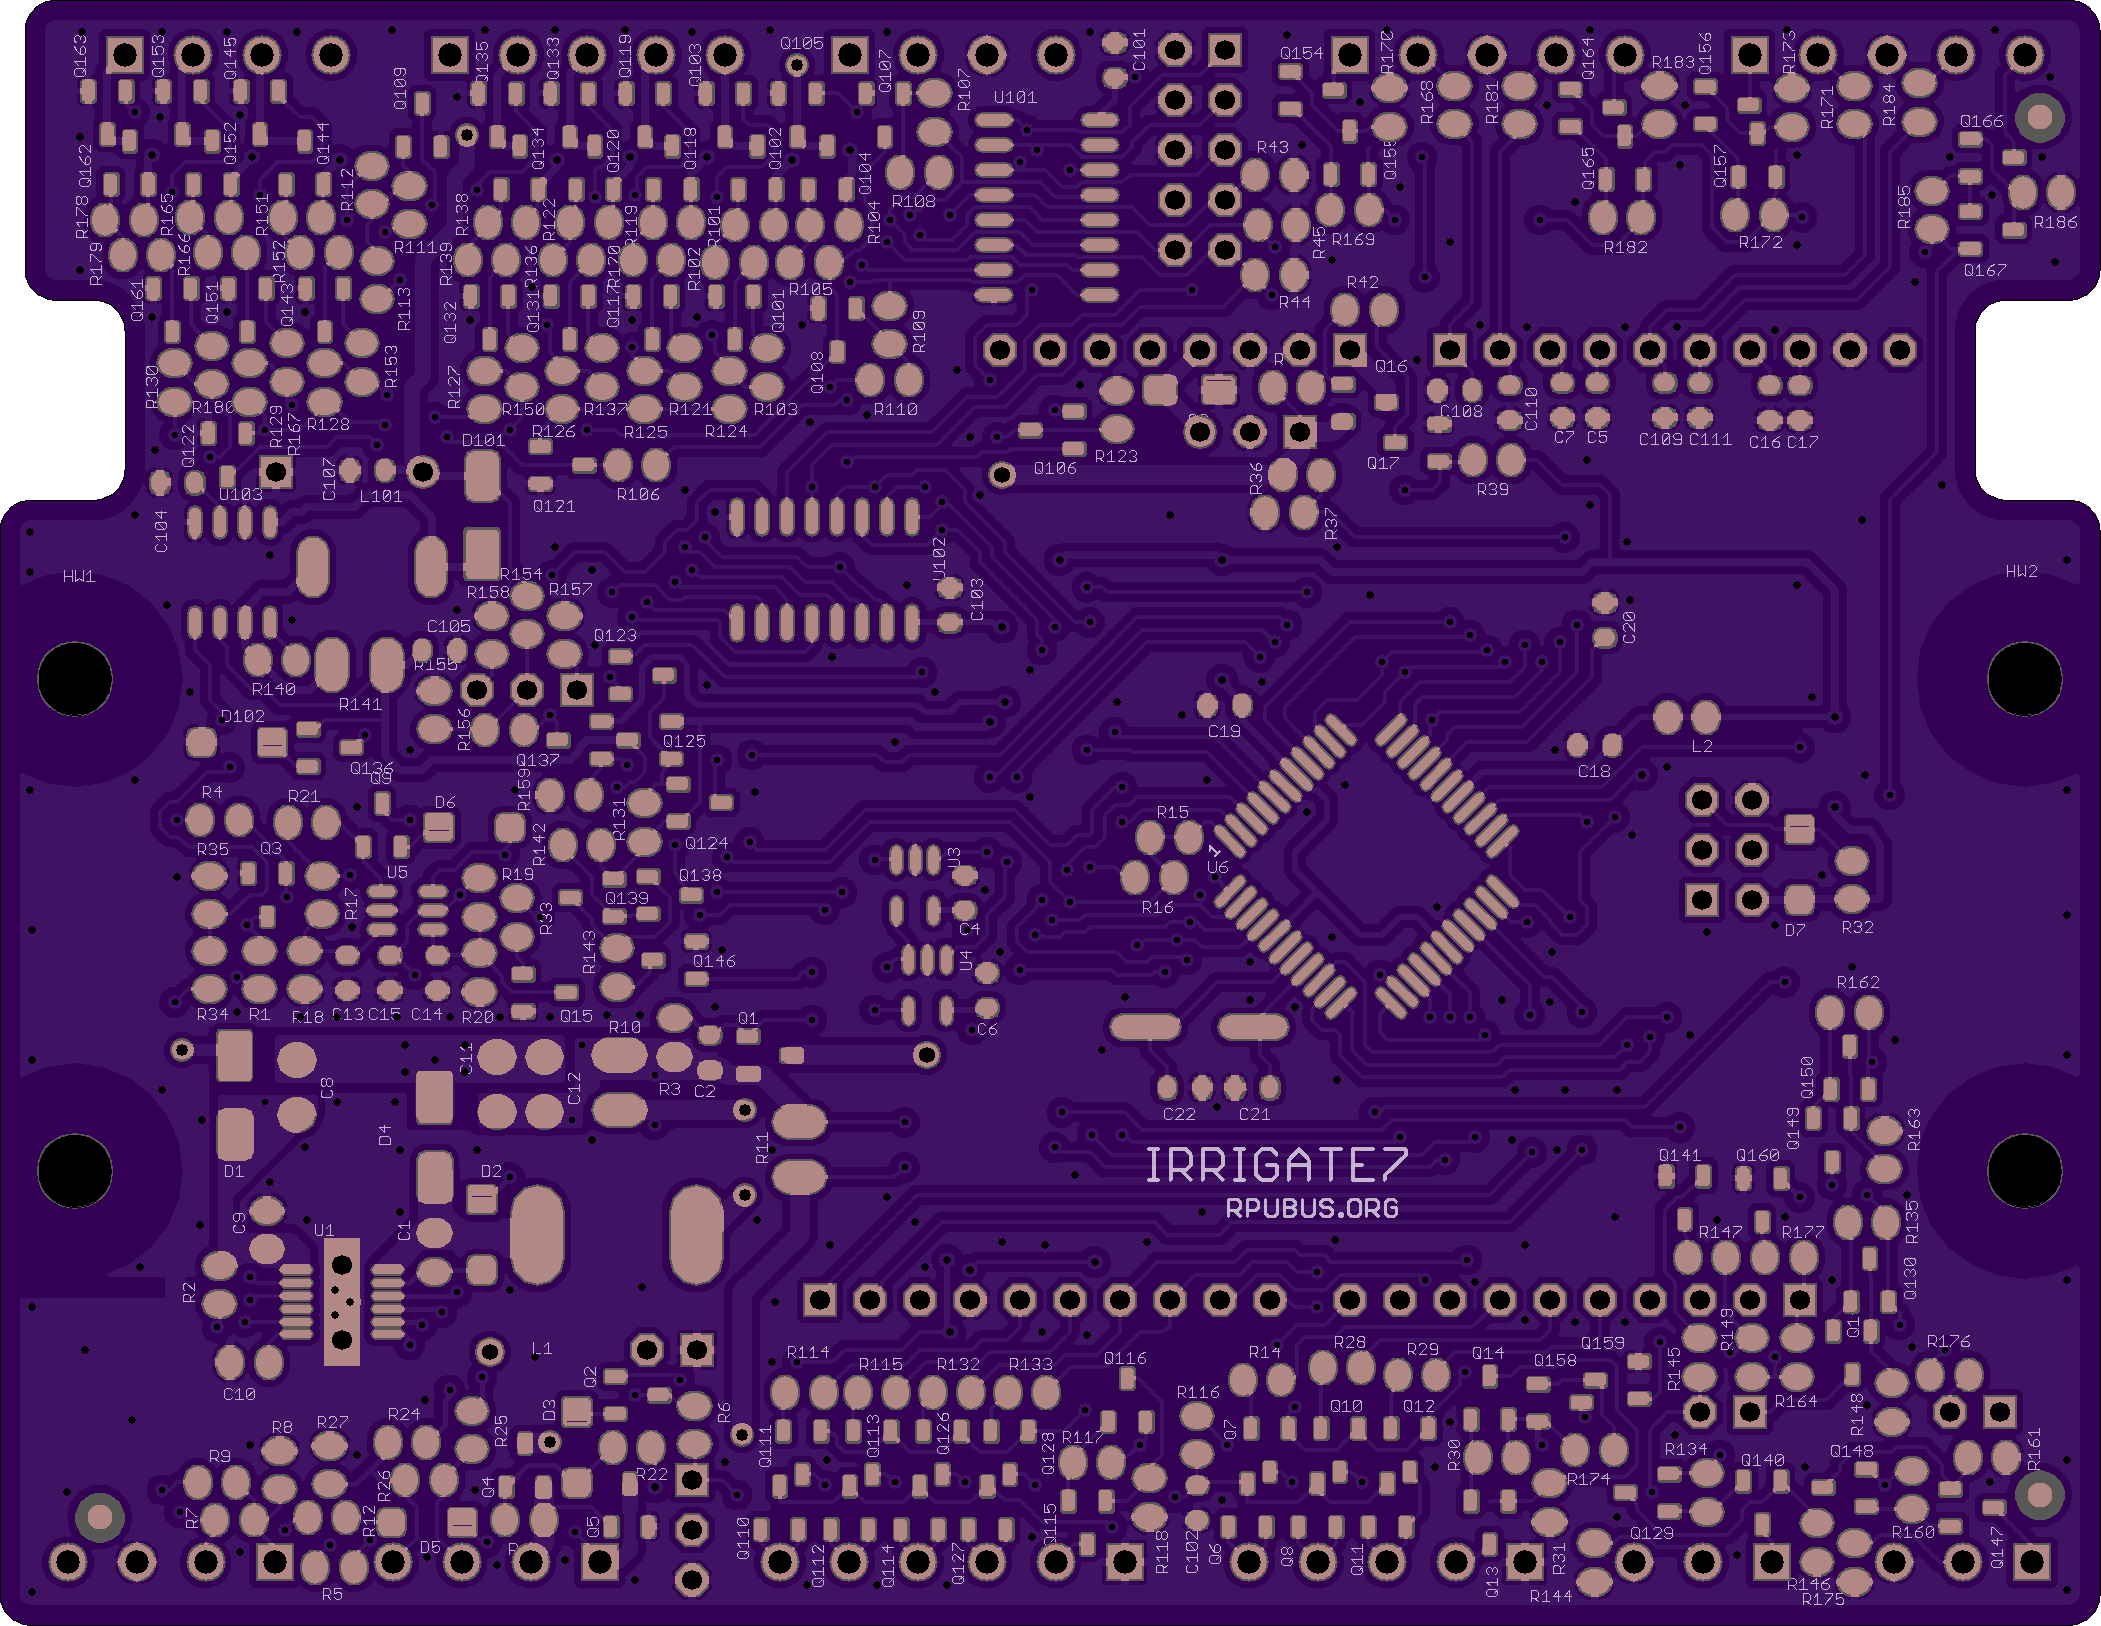 Q163 Q153 Q145 Q135 Q133 Q119 Q103 Q105 Q107 C101 Q154 R170 Q164 R183 Q156 R173
Q109 R107 U101 R168 R181 R171 R184
Q162 Q152 Q144 Q134 Q120 Q118 Q102 Q104 R43 Q155 Q165 Q157 Q166
R112 R108
R178 R165 R151 R138 R122 R119 R101 R104 R45 R169 R182 R172 R185 R186
R179 R166 R152 R111 R139 R136 R120 R102 R105 Q167
Q161 Q151 Q143 R113 Q132 Q131 Q117 Q101 R44 R42
Q108 R109
R130 R153 R127 Q16
R180 R129 R128 R150 R137 R121 R103 R110 C108 C110
Q122 R167 D101 R126 R125 R124 R123 C7 C5 C109 C111 C16 C17
C107 L101 R106 Q106 R36 Q17 R39
U103 Q121
C104 R37
HW1 R154 U102 HW2
R158 R157 C103
C105 Q123 C20
R155
R140 R141
D102 R156 Q125 C19 L2
Q136 Q137 C18
Q9 R159
R4 R21 D6 R131 R15
R35 Q3 R142 Q124 U3 U6 1
U5 R19 Q138 R16
R17 R33 Q139 C4 D7 R32
R143 Q146 U4
R34 R1 R18 C13 C15 C14 R20 Q15 R10 Q1 C6 R162
C11
C8 C12 R3 C2 Q150
D4 C22 C21 Q149 R163
D1 D2 R11 IRRIGATE7 Q141 Q160
RPUBUS.ORG
C9 U1 C1 R147 R177 R135
R2 Q130
L1 R149 R176
C10 Q2 R114 R115 R132 R133 Q116 R14 R28 R29 Q14 Q159 Q158 R145
R164
R8 R27 R24 R25 D3 R6 Q111 Q113 Q126 Q128 R117 R116 Q7 Q10 Q12 R30 R148
R9 R26 Q4 R22 R174 R134 Q140 Q148 R161
R7 R12 Q5 Q110 Q115 R118 C102 Q6 Q8 Q11 Q129 R160 Q147
D5 Q112 Q114 Q127 Q13 R31
R5 R144 R146 R175